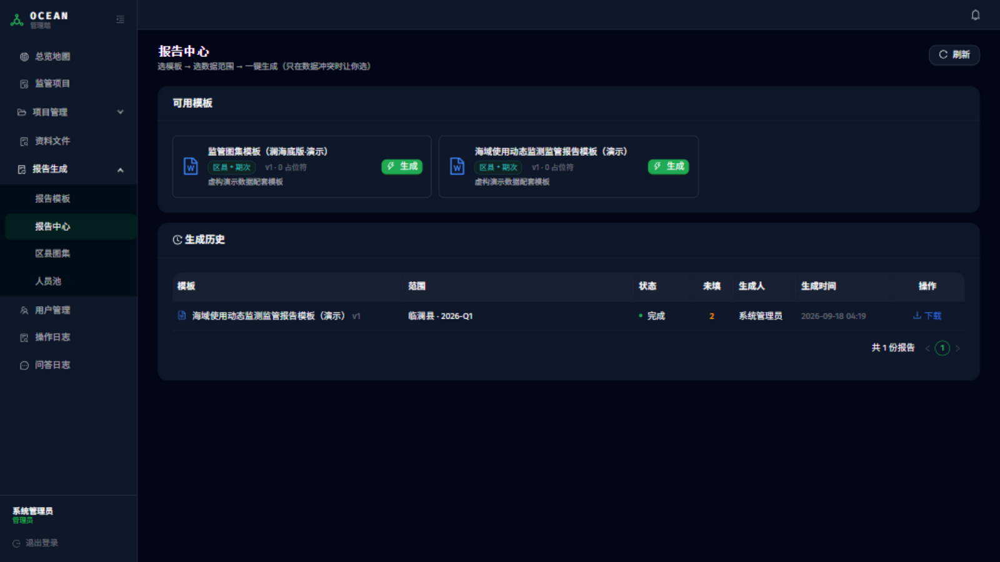 OCEAN
管理端
总览地图
监管项目
项目管理
资料文件
报告生成
报告模板
报告中心
区县图集
人员池
用户管理
操作日志
问答日志
系统管理员
管理员
退出登录
报告中心
选模板 → 选数据范围 → 一键生成（只在数据冲突时让你选）
刷新
可用模板
监管图集模板（澜海底版·演示）
区县 + 期次 v1 · 0 占位符
虚构演示数据配套模板
生成
海域使用动态监测监管报告模板（演示）
区县 + 期次 v1 · 0 占位符
虚构演示数据配套模板
生成
生成历史
模板 范围 状态 未填 生成人 生成时间 操作
海域使用动态监测监管报告模板（演示） v1 临澜县 · 2026-Q1 完成 2 系统管理员 2026-09-18 04:19 下载
共 1 份报告 < 1 >